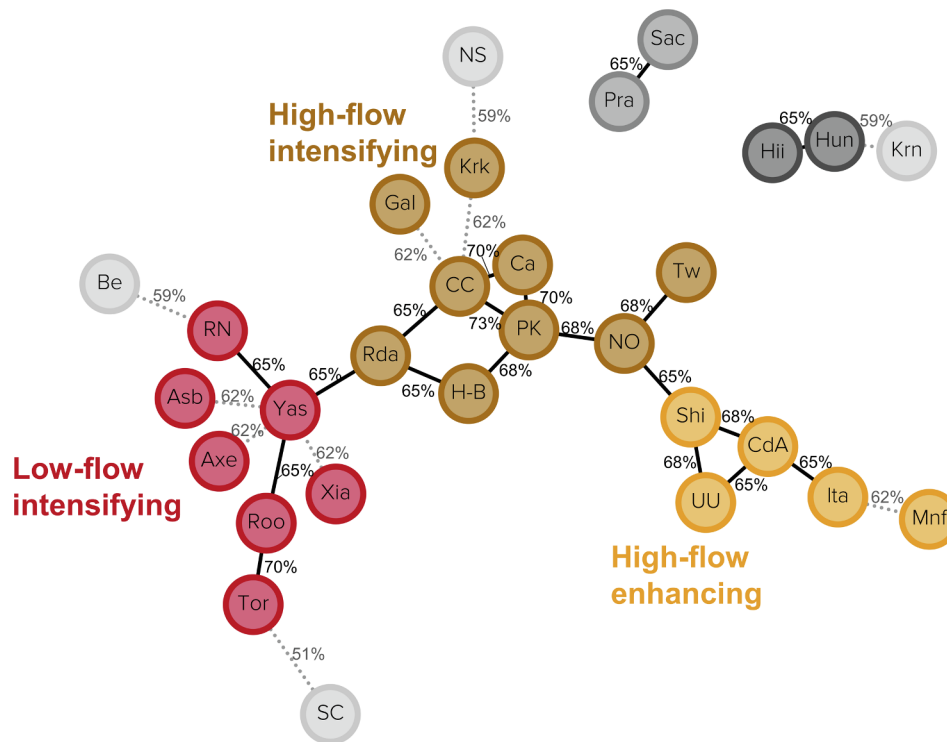 Sac
NS
65%
Pra
High-flow
intensifying
59%
65%
Hun
59%
Hii
Krn
Krk
Gal
62%
62%
70%
Ca
Tw
Be
CC
59%
70%
68%
65%
73%
PK
68%
NO
RN
Rda
65%
65%
68%
65%
65%
H-B
Asb
62%
Yas
Shi
68%
CdA
62%
Axe
62%
68%
65%
65%
Low-flow
intensifying
65%
Xia
UU
Ita
62%
Mnf
Roo
High-flow
enhancing
70%
Tor
51%
SC